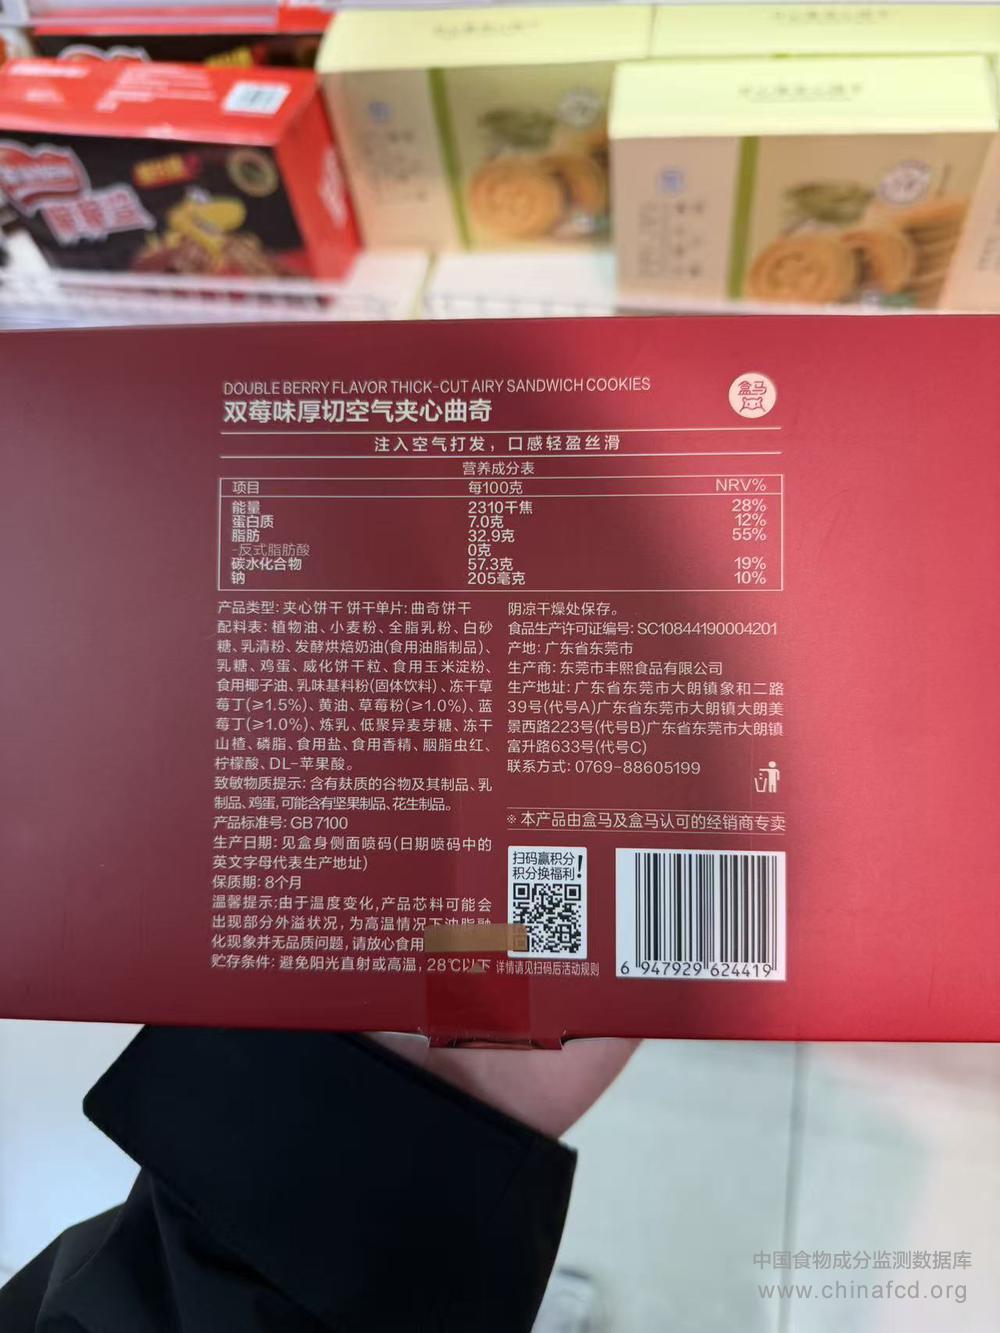 DOUBLE BERRY FLAVOR THICK-CUT AIRY SANDWICH COOKIES
双莓味厚切空气夹心曲奇
盒马
注入空气打发，口感轻盈丝滑
营养成分表
项目 每100克 NRV%
能量 2310千焦 28%
蛋白质 7.0克 12%
脂肪 32.9克 55%
-反式脂肪酸 0克
碳水化合物 57.3克 19%
钠 205毫克 10%
产品类型: 夹心饼干 饼干单片: 曲奇饼干
配料表: 植物油、小麦粉、全脂乳粉、白砂
糖、乳清粉、发酵烘焙奶油(食用油脂制品)、
乳糖、鸡蛋、威化饼干粒、食用玉米淀粉、
食用椰子油、乳味基料粉(固体饮料)、冻干草
莓丁(≥1.5%)、黄油、草莓粉(≥1.0%)、蓝
莓丁(≥1.0%)、炼乳、低聚异麦芽糖、冻干
山楂、磷脂、食用盐、食用香精、胭脂虫红、
柠檬酸、DL-苹果酸。
致敏物质提示: 含有麸质的谷物及其制品、乳
制品、鸡蛋, 可能含有坚果制品、花生制品。
产品标准号: GB 7100
生产日期: 见盒身侧面喷码(日期喷码中的
英文字母代表生产地址)
保质期: 8个月
温馨提示:由于温度变化,产品芯料可能会
出现部分外溢状况，为高温情况下油脂融
化现象并无品质问题, 请放心食用
贮存条件: 避免阳光直射或高温, 28℃以下
阴凉干燥处保存。
食品生产许可证编号: SC10844190004201
产地: 广东省东莞市
生产商: 东莞市丰熙食品有限公司
生产地址: 广东省东莞市大朗镇象和二路
39号(代号A)广东省东莞市大朗镇大朗美
景西路223号(代号B)广东省东莞市大朗镇
富升路633号(代号C)
联系方式: 0769-88605199
※ 本产品由盒马及盒马认可的经销商专卖
扫码赢积分
积分换福利!
详情请见扫码后活动规则
6 947929 624419
中国食物成分监测数据库
www.chinafcd.org